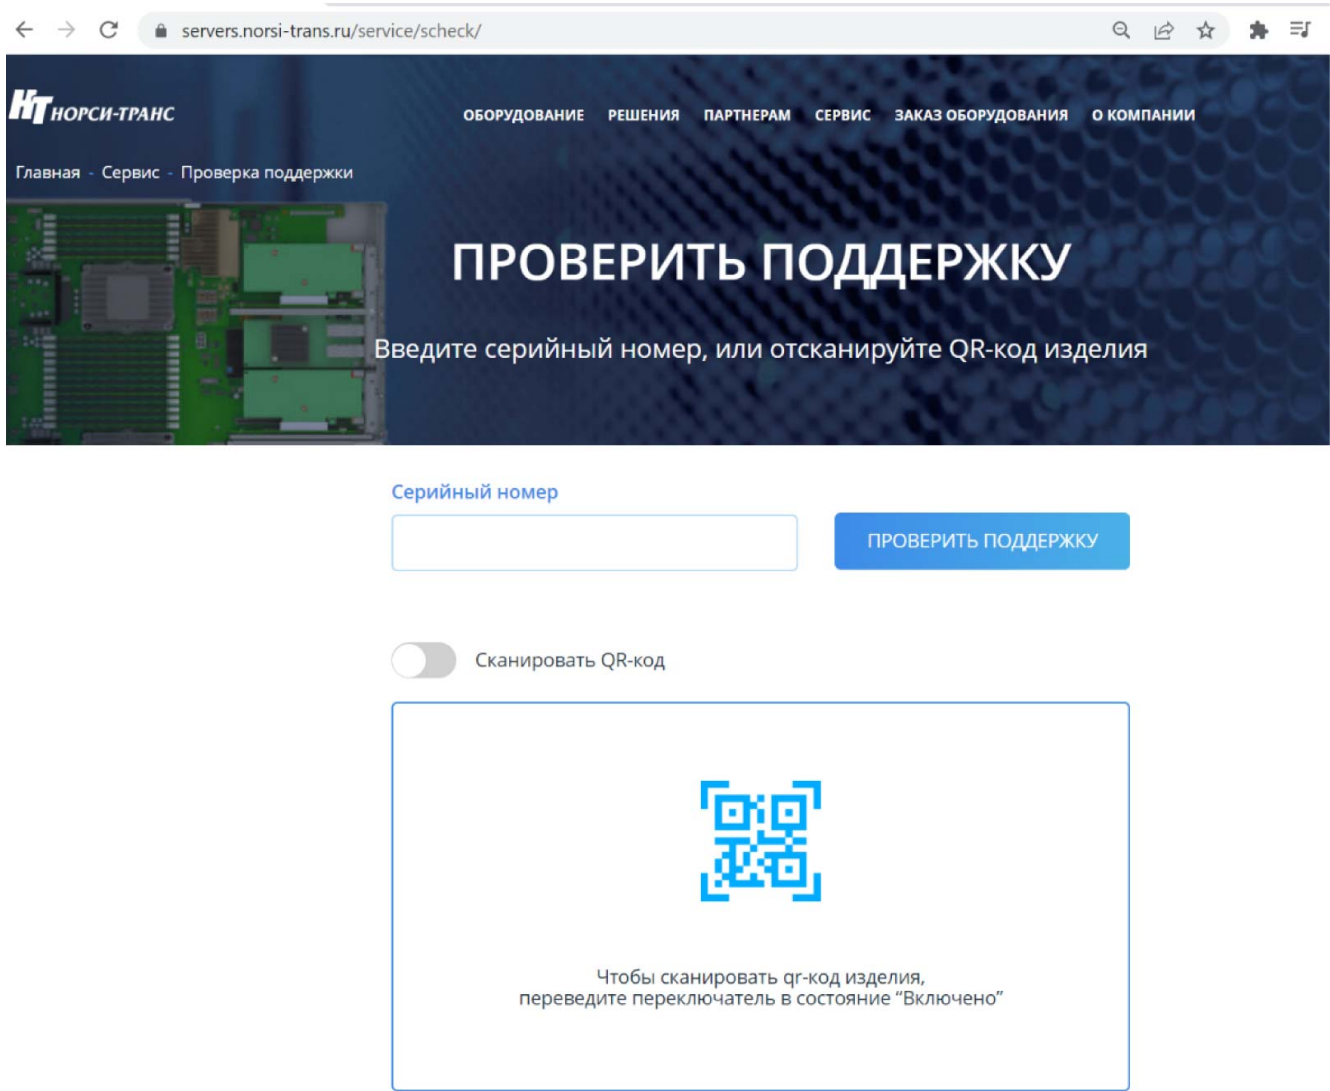 servers.norsi-trans.ru/service/scheck/
НТ НОРСИ-ТРАНС
ОБОРУДОВАНИЕ РЕШЕНИЯ ПАРТНЕРАМ СЕРВИС ЗАКАЗ ОБОРУДОВАНИЯ О КОМПАНИИ
Главная - Сервис - Проверка поддержки
ПРОВЕРИТЬ ПОДДЕРЖКУ
Введите серийный номер, или отсканируйте QR-код изделия
Серийный номер
ПРОВЕРИТЬ ПОДДЕРЖКУ
Сканировать QR-код
Чтобы сканировать qr-код изделия,
переведите переключатель в состояние “Включено”